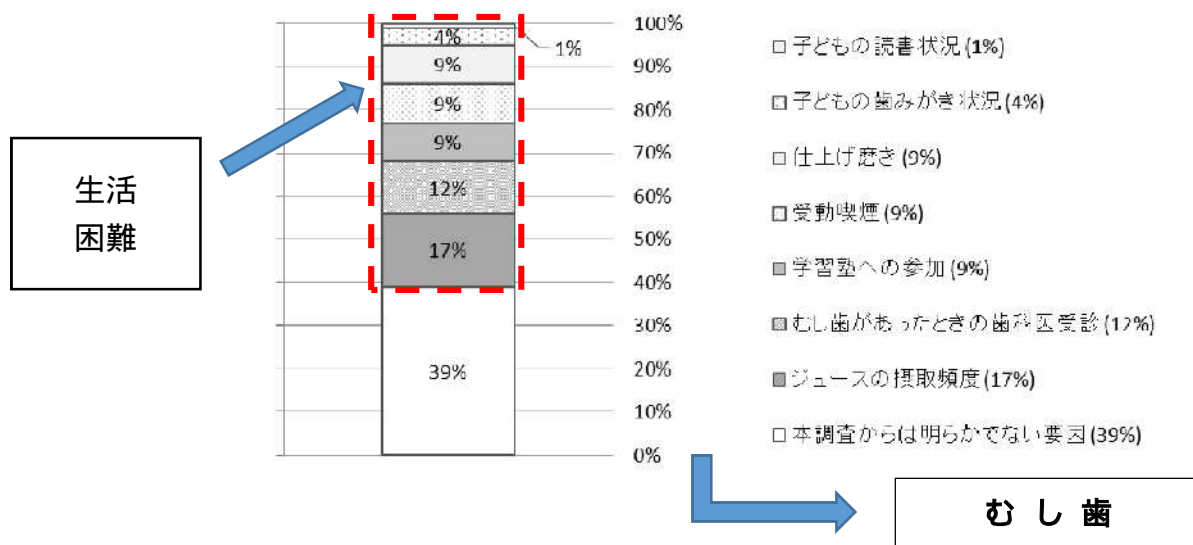 生活
困難
4%
1%
9%
9%
9%
12%
17%
39%
100%
90%
80%
70%
60%
50%
40%
30%
20%
10%
0%
子どもの読書状況(1%)
子どもの歯みがき状況(4%)
仕上げ磨き(9%)
受動喫煙(9%)
学習塾への参加(9%)
むし歯があったときの歯科医受診(12%)
ジュースの摂取頻度(17%)
本調査からは明らかでない要因(39%)
むし歯